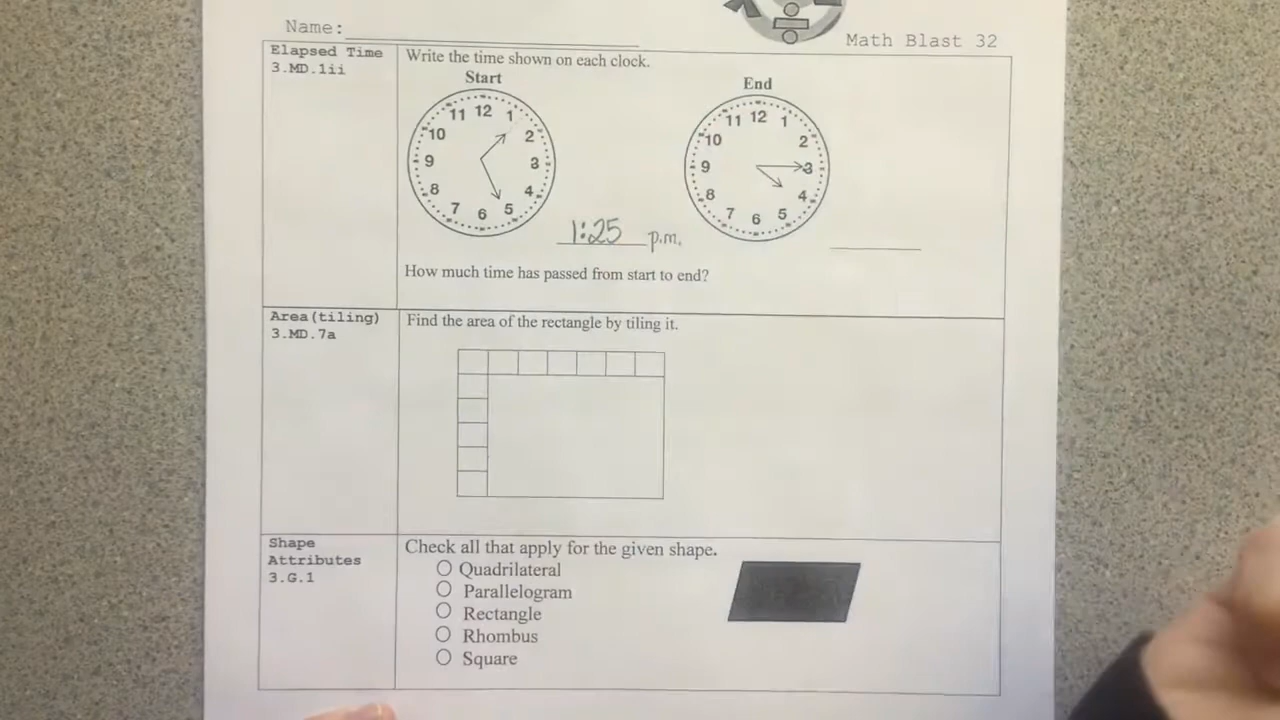 Name:
Math Blast 32
Elapsed Time
3.MD.1ii
Write the time shown on each clock.
Start
End
11 12 1
10 2
9 3
8 4
7 6 5
11 12 1
10 2
9 3
8 4
7 6 5
1:25 p.m.
How much time has passed from start to end?
Area(tiling)
3.MD.7a
Find the area of the rectangle by tiling it.
Shape
Attributes
3.G.1
Check all that apply for the given shape.
Quadrilateral
Parallelogram
Rectangle
Rhombus
Square